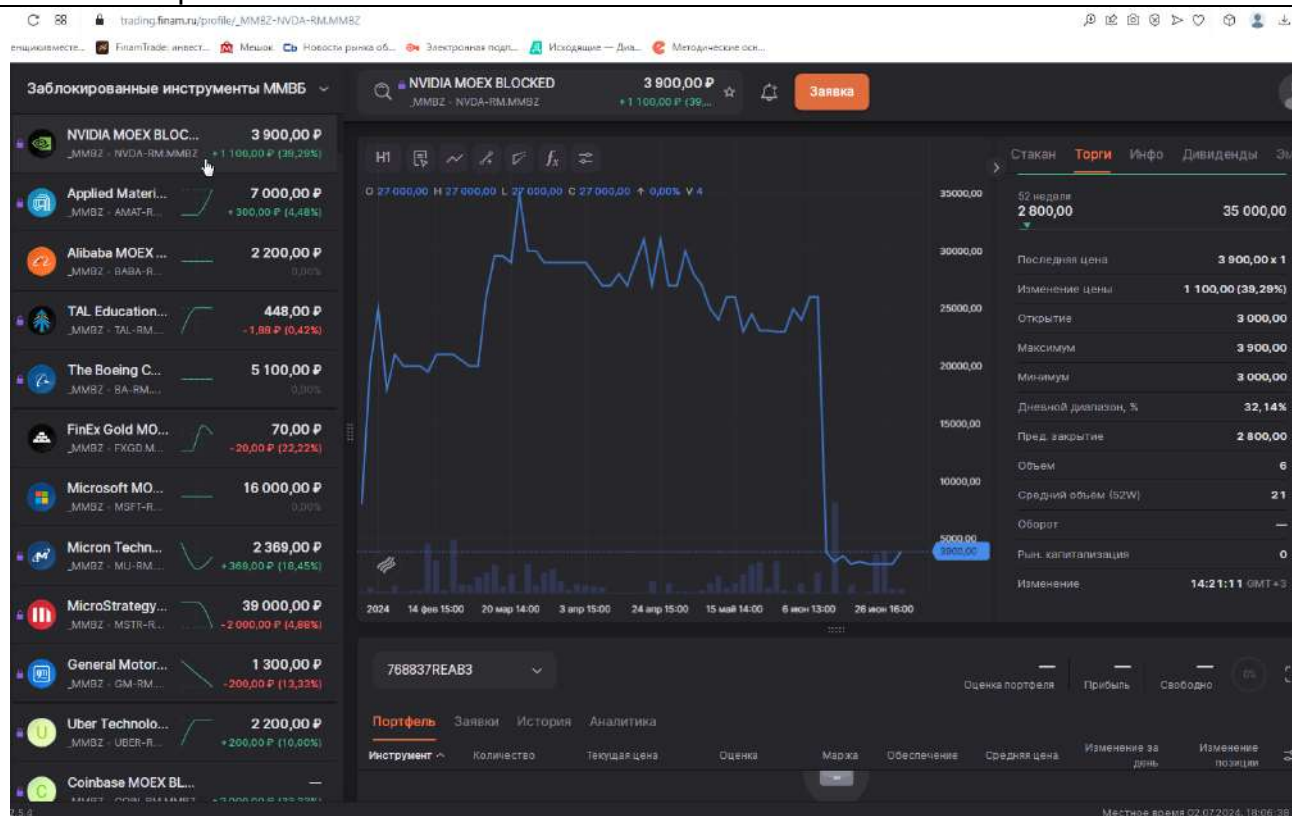 trading.finam.ru/profile/_MMBZ-NVDA-RM.MMBZ
енщикивместе... FinamTrade: инвест... Мешок Новости рынка об... Электронная подп... Исходящие — Диа... Методические осн...
Заблокированные инструменты ММВБ
NVIDIA MOEX BLOCKED 3 900,00 ₽
_MMBZ · NVDA-RM.MMBZ +1 100,00 ₽ (39,...
Заявка
NVIDIA MOEX BLOC... 3 900,00 ₽
_MMBZ · NVDA-RM.MMBZ +1 100,00 ₽ (39,29%)
Applied Materi... 7 000,00 ₽
_MMBZ · AMAT-R... +300,00 ₽ (4,48%)
Alibaba MOEX ... 2 200,00 ₽
_MMBZ · BABA-R... 0,00%
TAL Education... 448,00 ₽
_MMBZ · TAL-RM.... -1,88 ₽ (0,42%)
The Boeing C... 5 100,00 ₽
_MMBZ · BA-RM.... 0,00%
FinEx Gold MO... 70,00 ₽
_MMBZ · FXGD.M... -20,00 ₽ (22,22%)
Microsoft MO... 16 000,00 ₽
_MMBZ · MSFT-R... 0,00%
Micron Techn... 2 369,00 ₽
_MMBZ · MU-RM.... +369,00 ₽ (18,45%)
MicroStrategy... 39 000,00 ₽
_MMBZ · MSTR-R... -2 000,00 ₽ (4,88%)
General Motor... 1 300,00 ₽
_MMBZ · GM-RM.... -200,00 ₽ (13,33%)
Uber Technolo... 2 200,00 ₽
_MMBZ · UBER-R... +200,00 ₽ (10,00%)
Coinbase MOEX BL... —
H1
O 27 000,00 H 27 000,00 L 27 000,00 C 27 000,00 0,00% V 4
35000,00
30000,00
25000,00
20000,00
15000,00
10000,00
5000,00
3900,00
2024 14 фев 15:00 20 мар 14:00 3 апр 15:00 24 апр 15:00 15 май 14:00 6 июн 13:00 26 июн 16:00
Стакан Торги Инфо Дивиденды
52 недели
2 800,00 35 000,00
Последняя цена 3 900,00 x 1
Изменение цены 1 100,00 (39,29%)
Открытие 3 000,00
Максимум 3 900,00
Минимум 3 000,00
Дневной диапазон, % 32,14%
Пред. закрытие 2 800,00
Объем 6
Средний объем (52W) 21
Оборот —
Рын. капитализация 0
Изменение 14:21:11 GMT+3
768837REAB3
Оценка портфеля Прибыль Свободно 0%
Портфель Заявки История Аналитика
Инструмент Количество Текущая цена Оценка Маржа Обеспечение Средняя цена Изменение за день Изменение позиции
Местное время 02.07.2024, 18:06:38